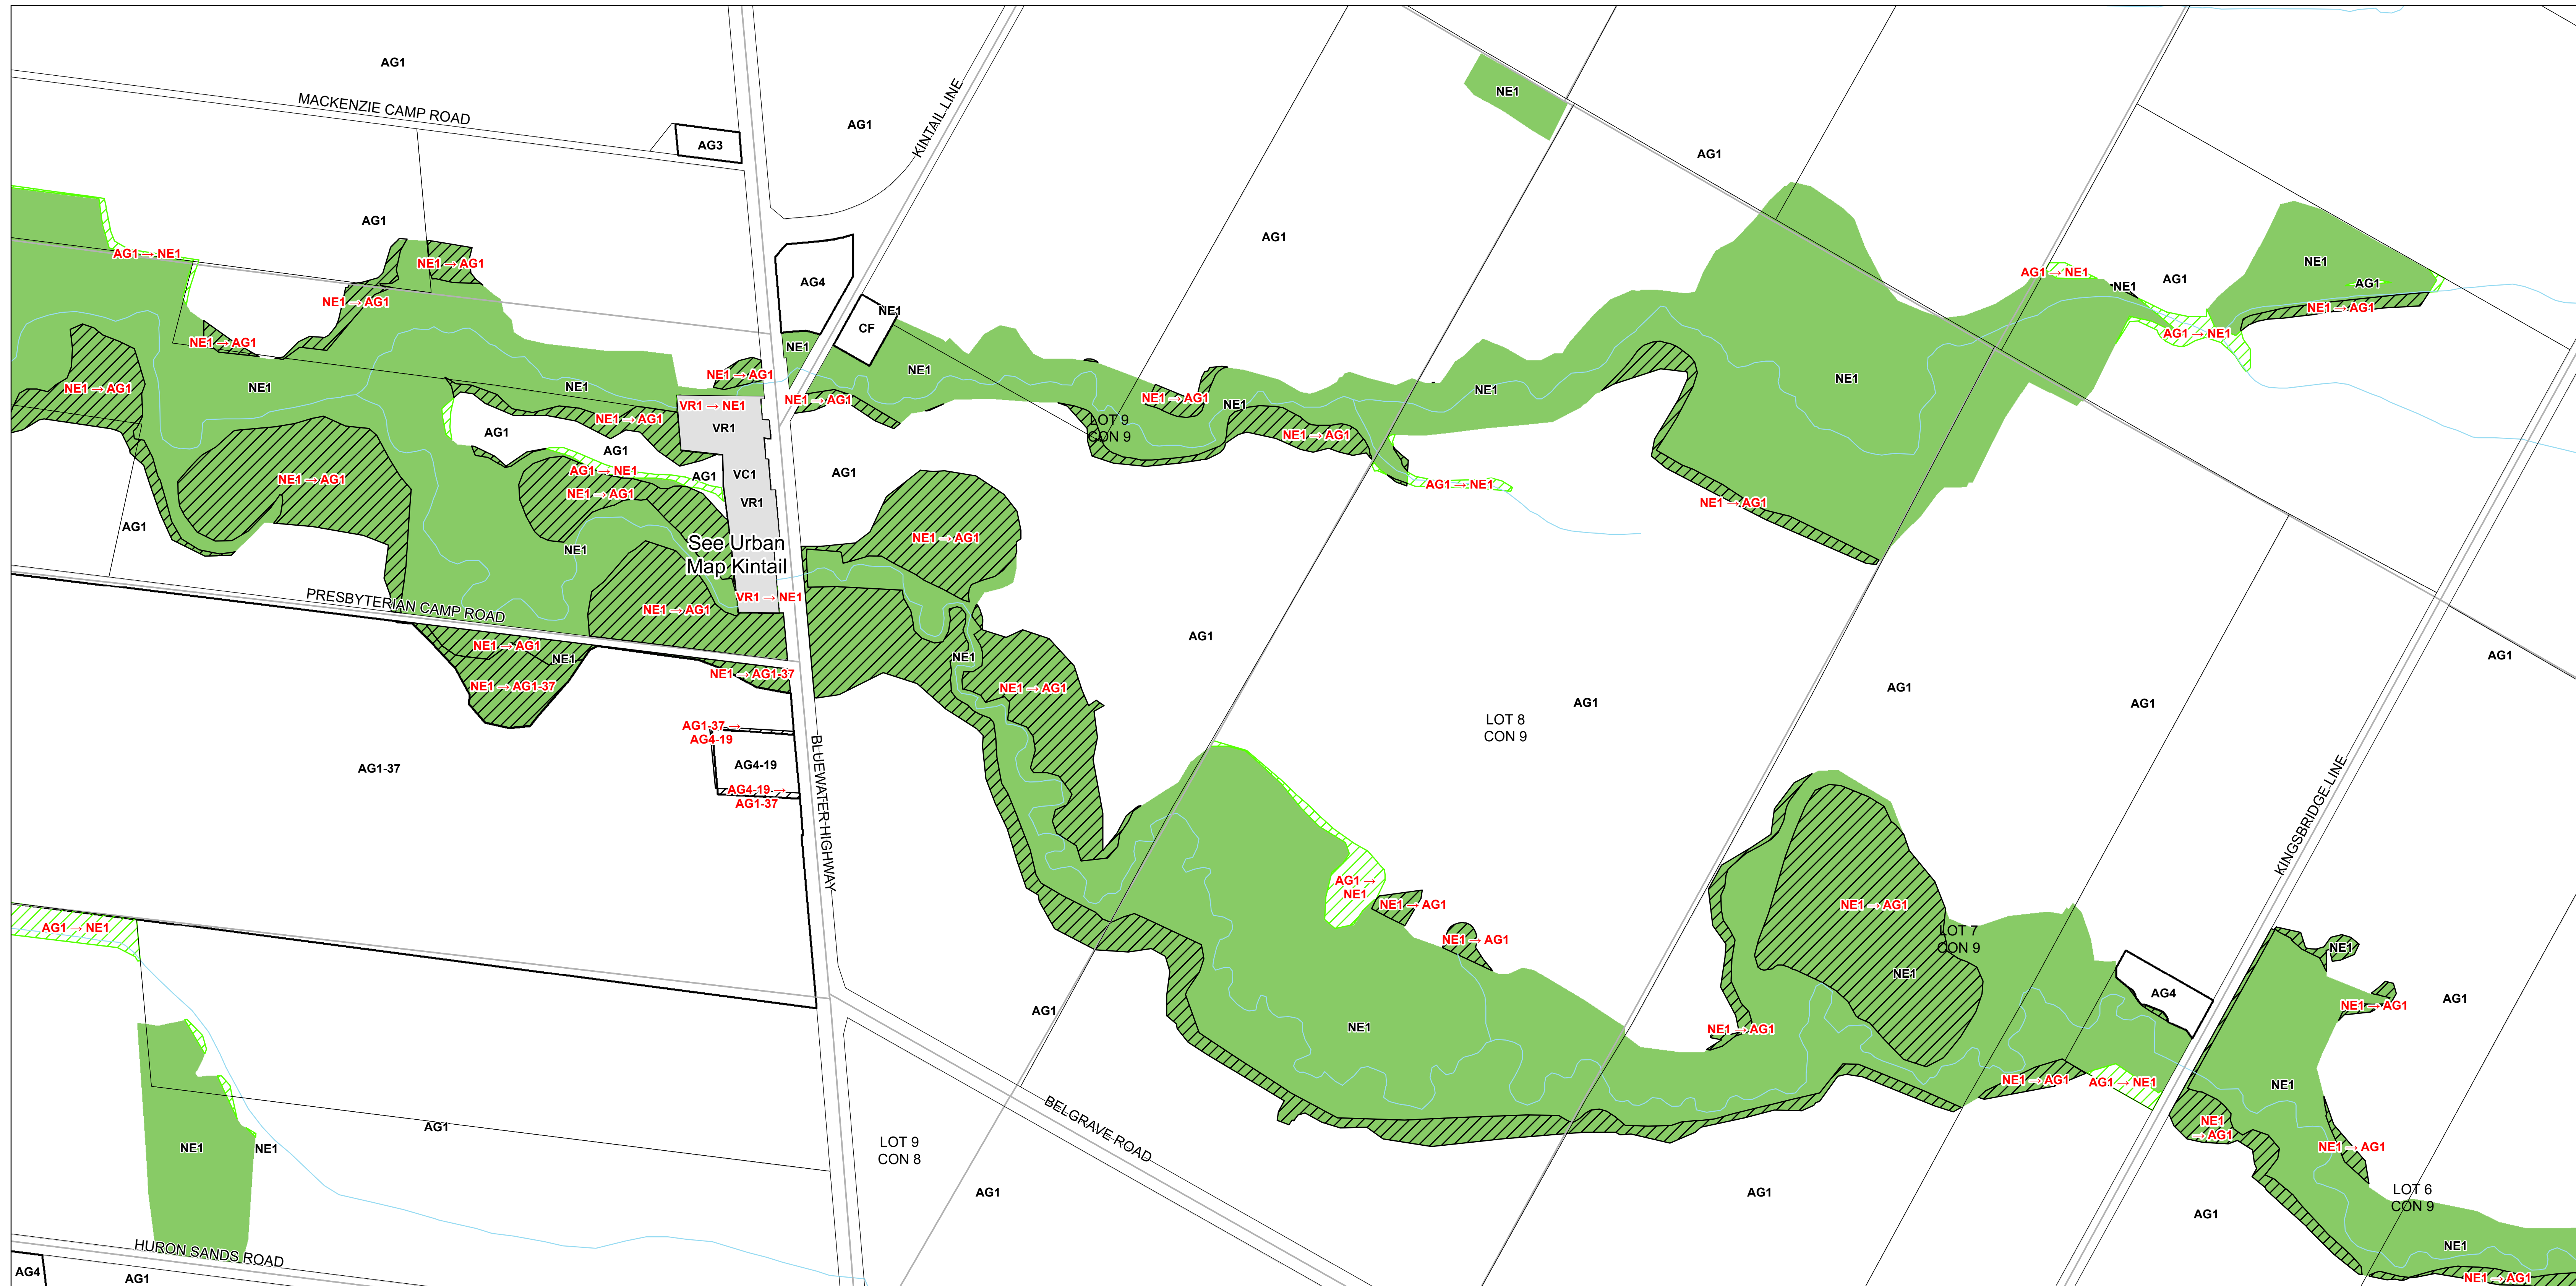 AG1
MACKENZIE CAMP ROAD
KINTAIL LINE
NE1
AG1
AG3
AG1
AG1
AG1
AG1 → NE1
NE1 → AG1
AG4
AG1 → NE1
NE1
AG1
NE1
AG1
NE1 → AG1
NE1
CF
NE1 → AG1
AG1 → NE1
NE1 → AG1
NE1
NE1 → AG1
NE1
NE1
NE1
NE1 → AG1
NE1
NE1
NE1 → AG1
NE1 → AG1
VR1 → NE1
NE1
NE1 → AG1
LOT 9
CON 9
VR1
AG1
NE1 → AG1
AG1
AG1 → NE1
AG1
VC1
AG1
NE1 → AG1
AG1 → NE1
NE1 → AG1
VR1
NE1 → AG1
AG1
NE1
See Urban
Map Kintail
NE1 → AG1
VR1 → NE1
PRESBYTERIAN CAMP ROAD
NE1 → AG1
AG1
NE1 → AG1
NE1
NE1
AG1
NE1 → AG1-37
NE1 → AG1-37
NE1 → AG1
AG1
AG1
AG1
LOT 8
CON 9
AG1-37 →
AG4-19
AG1-37
AG4-19
AG4-19 →
AG1-37
BLUEWATER HIGHWAY
KINGSBRIDGE LINE
AG1 →
NE1
NE1 → AG1
NE1 → AG1
AG1 → NE1
NE1 → AG1
LOT 7
CON 9
NE1
NE1
AG4
AG1
NE1 → AG1
AG1
NE1
NE1 → AG1
NE1 → AG1
AG1 → NE1
NE1
BELGRAVE ROAD
NE1
→ AG1
AG1
NE1
NE1
LOT 9
CON 8
NE1 → AG1
AG1
AG1
LOT 6
CON 9
AG1
NE1
HURON SANDS ROAD
AG4
AG1
NE1 → AG1